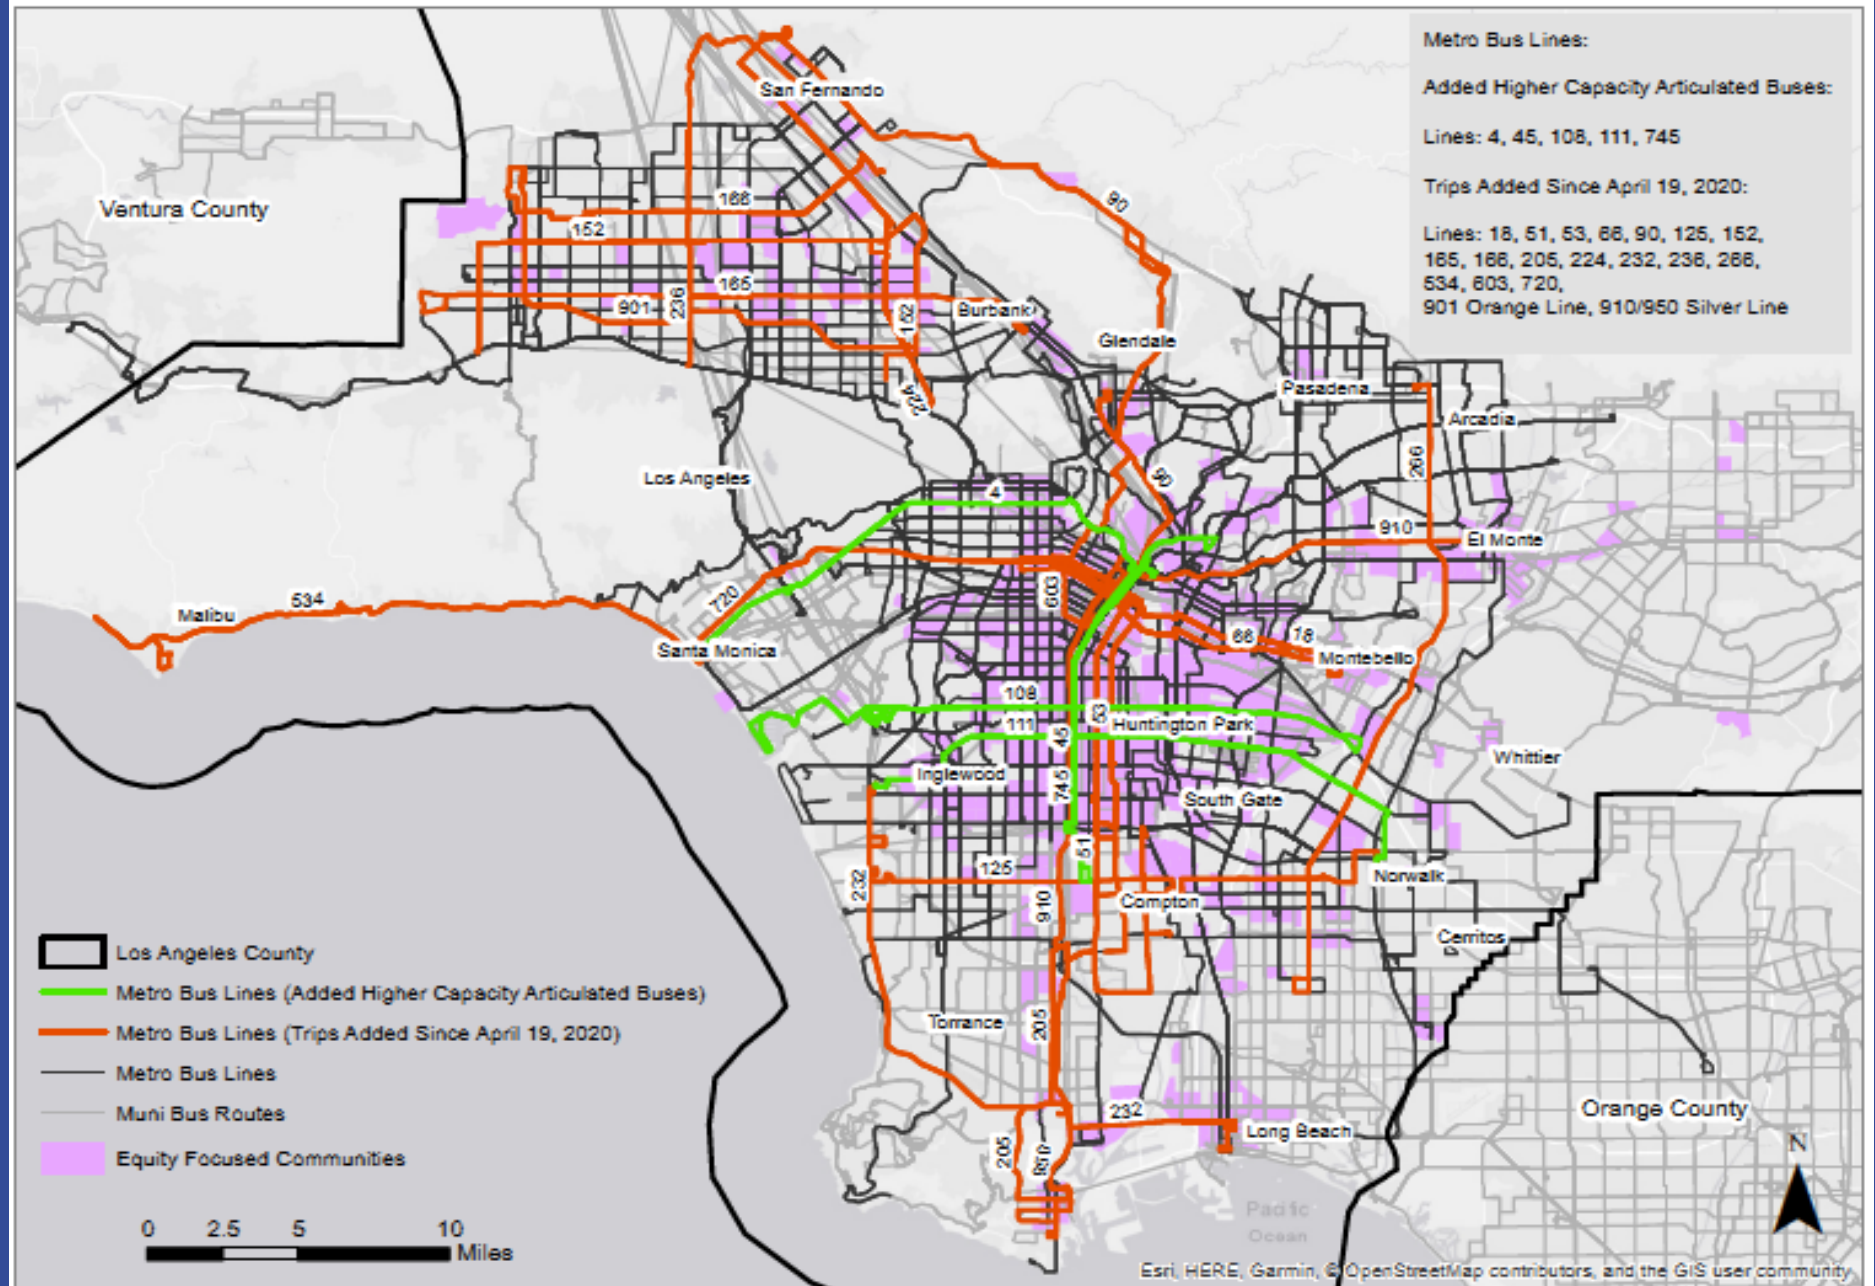 Metro Bus Lines:
Added Higher Capacity Articulated Buses:
Lines: 4, 45, 108, 111, 745
Trips Added Since April 19, 2020:
Lines: 18, 51, 53, 66, 90, 125, 152,
165, 166, 205, 224, 232, 236, 266,
534, 603, 720,
901 Orange Line, 910/950 Silver Line
San Fernando
Ventura County
166
90
152
165
901
236
152
Burbank
Glendale
224
Pasadena
Arcadia
266
Los Angeles
90
4
910
El Monte
534
Malibu
720
603
66
18
Santa Monica
Montebello
108
53
111
Huntington Park
45
Whittier
Inglewood
745
South Gate
51
125
232
Norwalk
910
Compton
Cerritos
Torrance
205
232
Long Beach
Orange County
205
910
Los Angeles County
Metro Bus Lines (Added Higher Capacity Articulated Buses)
Metro Bus Lines (Trips Added Since April 19, 2020)
Metro Bus Lines
Muni Bus Routes
Equity Focused Communities
0 2.5 5 10
Miles
N
Pacific
Ocean
Esri, HERE, Garmin, © OpenStreetMap contributors, and the GIS user community